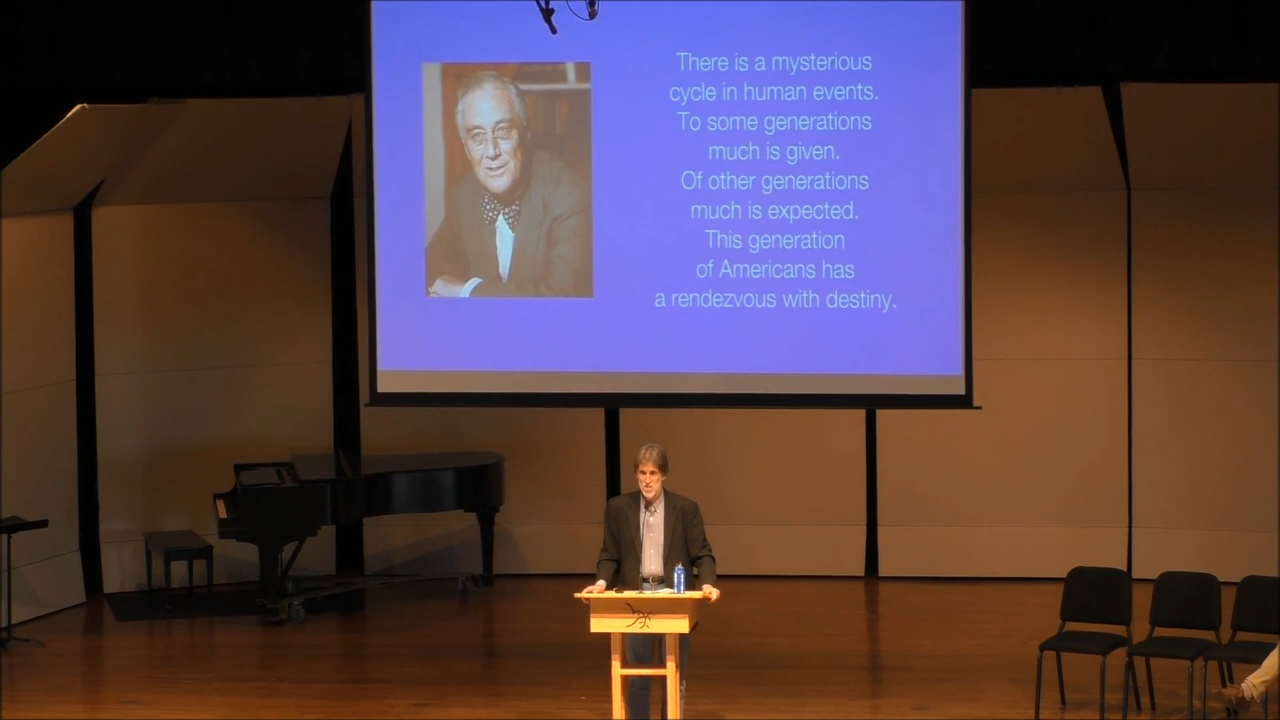 There is a mysterious
cycle in human events.
To some generations
much is given.
Of other generations
much is expected.
This generation
of Americans has
a rendezvous with destiny.